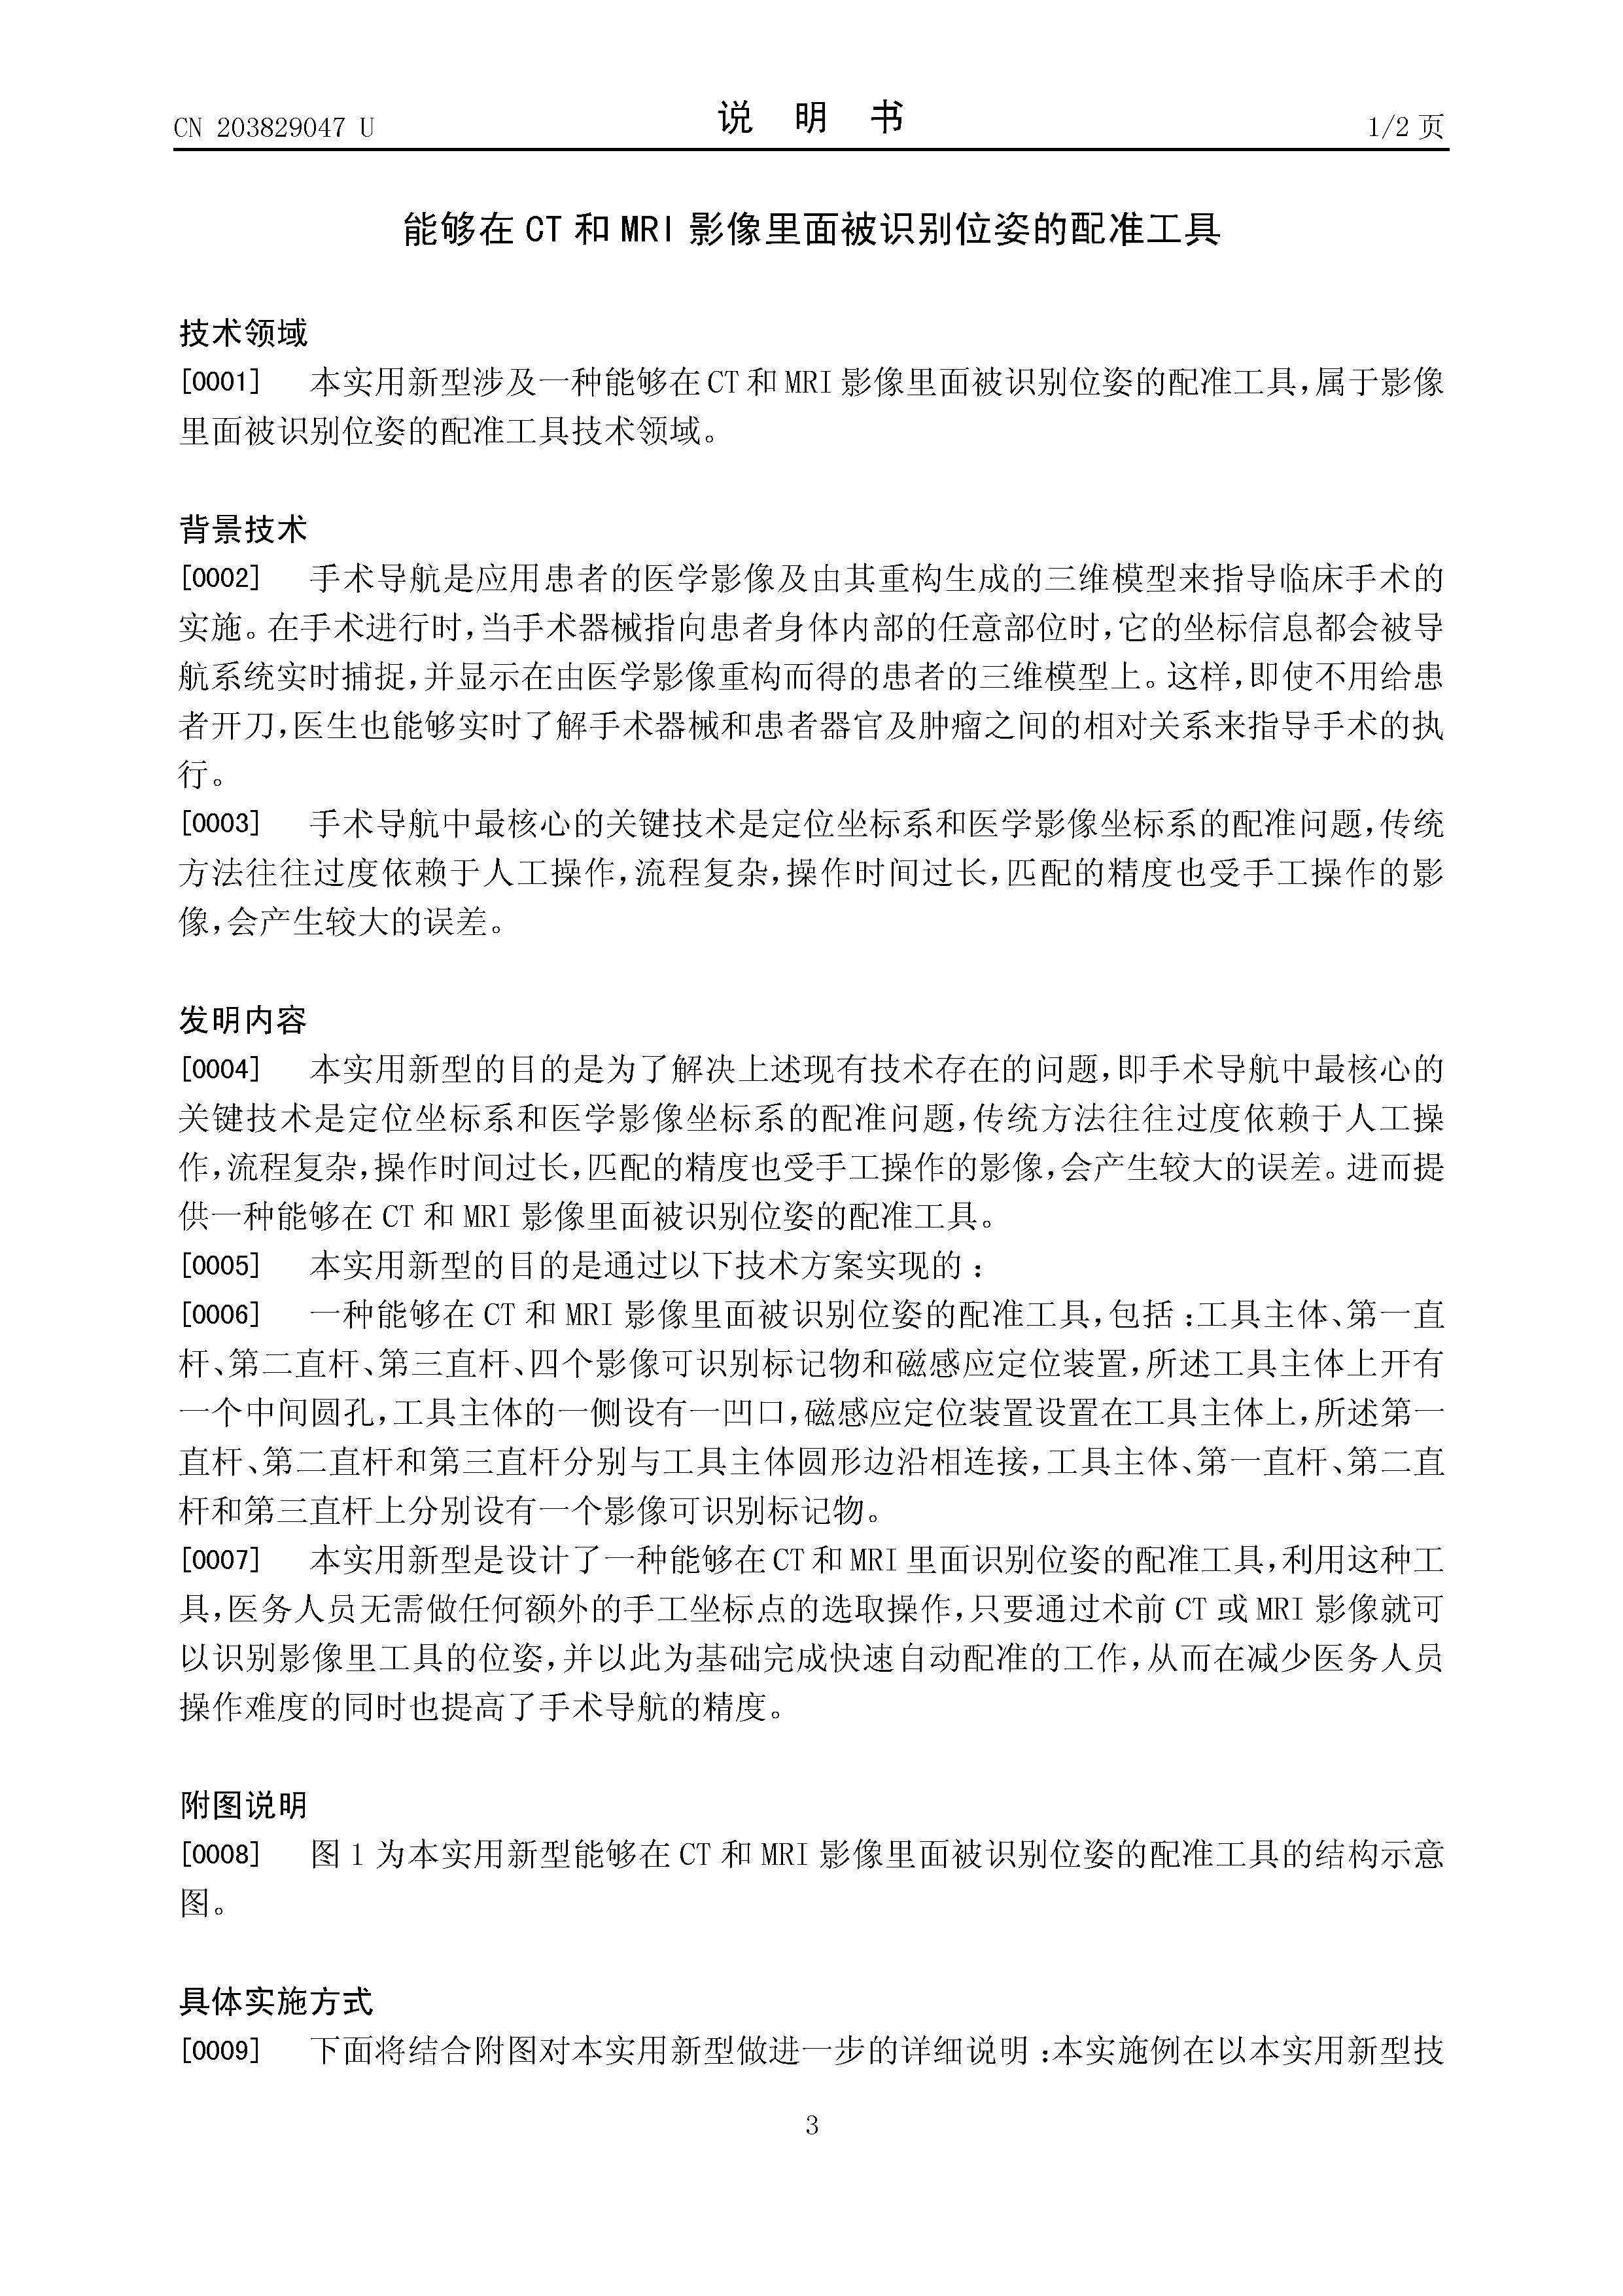 CN 203829047 U
说 明 书
1/2 页
能够在 CT 和 MRI 影像里面被识别位姿的配准工具
技术领域
[0001] 本实用新型涉及一种能够在 CT 和 MRI 影像里面被识别位姿的配准工具，属于影像
里面被识别位姿的配准工具技术领域。
背景技术
[0002] 手术导航是应用患者的医学影像及由其重构生成的三维模型来指导临床手术的
实施。在手术进行时，当手术器械指向患者身体内部的任意部位时，它的坐标信息都会被导
航系统实时捕捉，并显示在由医学影像重构而得的患者的三维模型上。这样，即使不用给患
者开刀，医生也能够实时了解手术器械和患者器官及肿瘤之间的相对关系来指导手术的执
行。
[0003] 手术导航中最核心的关键技术是定位坐标系和医学影像坐标系的配准问题，传统
方法往往过度依赖于人工操作，流程复杂，操作时间过长，匹配的精度也受手工操作的影
像，会产生较大的误差。
发明内容
[0004] 本实用新型的目的是为了解决上述现有技术存在的问题，即手术导航中最核心的
关键技术是定位坐标系和医学影像坐标系的配准问题，传统方法往往过度依赖于人工操
作，流程复杂，操作时间过长，匹配的精度也受手工操作的影像，会产生较大的误差。进而提
供一种能够在 CT 和 MRI 影像里面被识别位姿的配准工具。
[0005] 本实用新型的目的是通过以下技术方案实现的：
[0006] 一种能够在 CT 和 MRI 影像里面被识别位姿的配准工具，包括：工具主体、第一直
杆、第二直杆、第三直杆、四个影像可识别标记物和磁感应定位装置，所述工具主体上开有
一个中间圆孔，工具主体的一侧设有一凹口，磁感应定位装置设置在工具主体上，所述第一
直杆、第二直杆和第三直杆分别与工具主体圆形边沿相连接，工具主体、第一直杆、第二直
杆和第三直杆上分别设有一个影像可识别标记物。
[0007] 本实用新型是设计了一种能够在 CT 和 MRI 里面识别位姿的配准工具，利用这种工
具，医务人员无需做任何额外的手工坐标点的选取操作，只要通过术前 CT 或 MRI 影像就可
以识别影像里工具的位姿，并以此为基础完成快速自动配准的工作，从而在减少医务人员
操作难度的同时也提高了手术导航的精度。
附图说明
[0008] 图 1 为本实用新型能够在 CT 和 MRI 影像里面被识别位姿的配准工具的结构示意
图。
具体实施方式
[0009] 下面将结合附图对本实用新型做进一步的详细说明：本实施例在以本实用新型技
3